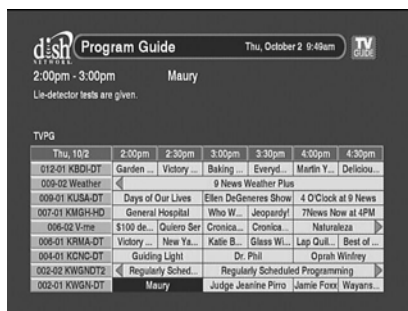 dish NETWORK Program Guide Thu, October 2 9:49am TV GUIDE
2:00pm - 3:00pm Maury
Lie-detector tests are given.
TVPG
Thu, 10/2 2:00pm 2:30pm 3:00pm 3:30pm 4:00pm 4:30pm
012-01 KBDI-DT Garden ... Victory ... Baking ... Everyd... Martin Y... Deliciou...
009-02 Weather 9 News Weather Plus
009-01 KUSA-DT Days of Our Lives Ellen DeGeneres Show 4 O'Clock at 9 News
007-01 KMGH-HD General Hospital Who W... Jeopardy! 7News Now at 4PM
006-02 V-me $100 de... Quiero Ser Cronica... Cronica... Naturaleza
006-01 KRMA-DT Victory ... New Ya... Katie B... Glass Wi... Lap Quil... Best of ...
004-01 KCNC-DT Guiding Light Dr. Phil Oprah Winfrey
002-02 KWGNDT2 Regularly Sched... Regularly Scheduled Programming
002-01 KWGN-DT Maury Judge Jeanine Pirro Jamie Foxx Wayans...